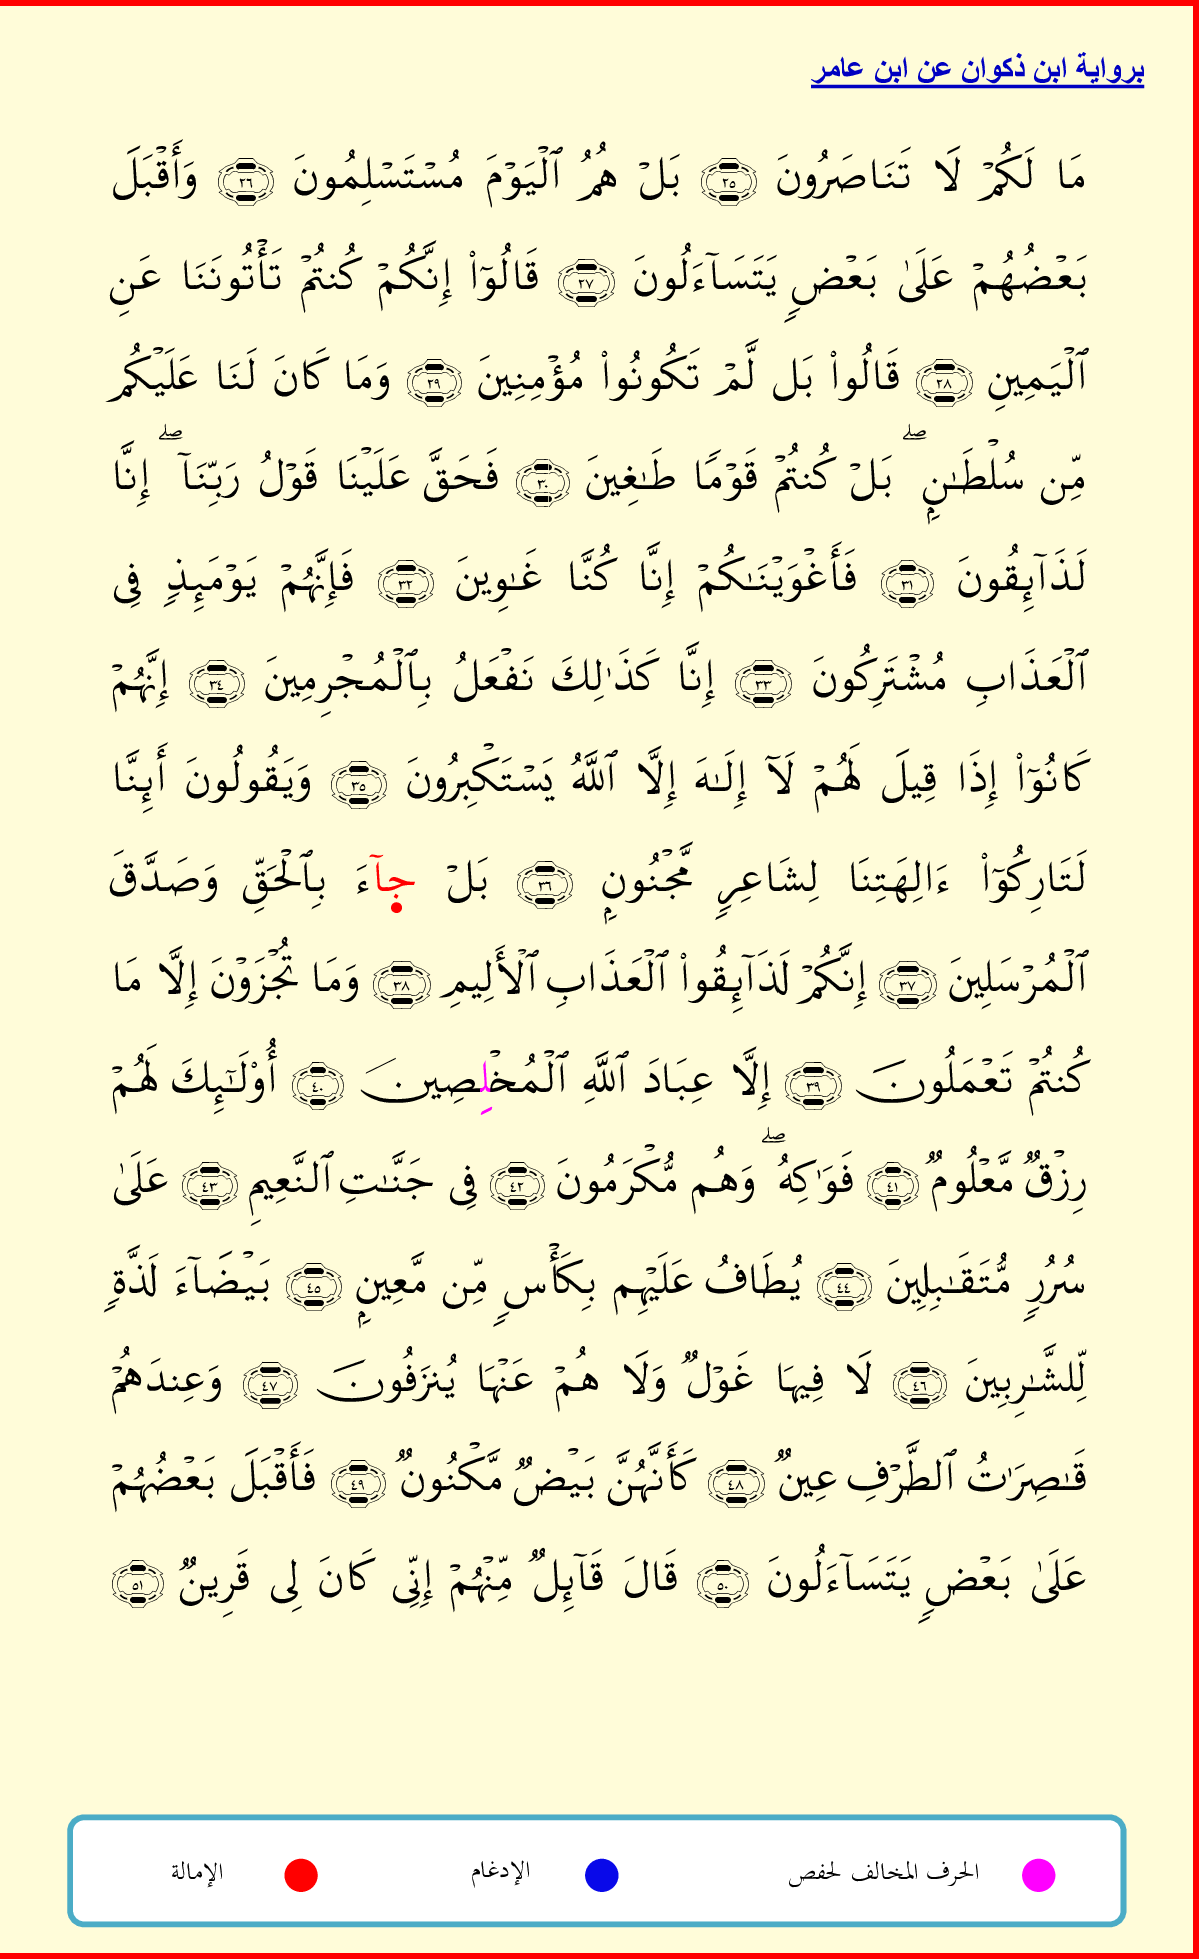 برواية ابن ذكوان عن ابن عامر
مَا لَكُمۡ لَا تَنَاصَرُونَ ٢٥ بَلۡ هُمُ ٱلۡيَوۡمَ مُسۡتَسۡلِمُونَ ٢٦ وَأَقۡبَلَ
بَعۡضُهُمۡ عَلَىٰ بَعۡضٖ يَتَسَآءَلُونَ ٢٧ قَالُوٓاْ إِنَّكُمۡ كُنتُمۡ تَأۡتُونَنَا عَنِ
ٱلۡيَمِينِ ٢٨ قَالُواْ بَل لَّمۡ تَكُونُواْ مُؤۡمِنِينَ ٢٩ وَمَا كَانَ لَنَا عَلَيۡكُم
مِّن سُلۡطَٰنِۭۖ بَلۡ كُنتُمۡ قَوۡمٗا طَٰغِينَ ٣٠ فَحَقَّ عَلَيۡنَا قَوۡلُ رَبِّنَآۖ إِنَّا
لَذَآئِقُونَ ٣١ فَأَغۡوَيۡنَٰكُمۡ إِنَّا كُنَّا غَٰوِينَ ٣٢ فَإِنَّهُمۡ يَوۡمَئِذٖ فِي
ٱلۡعَذَابِ مُشۡتَرِكُونَ ٣٣ إِنَّا كَذَٰلِكَ نَفۡعَلُ بِٱلۡمُجۡرِمِينَ ٣٤ إِنَّهُمۡ
كَانُوٓاْ إِذَا قِيلَ لَهُمۡ لَآ إِلَٰهَ إِلَّا ٱللَّهُ يَسۡتَكۡبِرُونَ ٣٥ وَيَقُولُونَ أَئِنَّا
لَتَارِكُوٓاْ ءَالِهَتِنَا لِشَاعِرٖ مَّجۡنُونِۭ ٣٦ بَلۡ جآءَ بِٱلۡحَقِّ وَصَدَّقَ
ٱلۡمُرۡسَلِينَ ٣٧ إِنَّكُمۡ لَذَآئِقُواْ ٱلۡعَذَابِ ٱلۡأَلِيمِ ٣٨ وَمَا تُجۡزَوۡنَ إِلَّا مَا
كُنتُمۡ تَعۡمَلُونَ ٣٩ إِلَّا عِبَادَ ٱللَّهِ ٱلۡمُخۡلِصِينَ ٤٠ أُوْلَٰٓئِكَ لَهُمۡ
رِزۡقٞ مَّعۡلُومٞ ٤١ فَوَٰكِهُۖ وَهُم مُّكۡرَمُونَ ٤٢ فِي جَنَّٰتِ ٱلنَّعِيمِ ٤٣ عَلَىٰ
سُرُرٖ مُّتَقَٰبِلِينَ ٤٤ يُطَافُ عَلَيۡهِم بِكَأۡسٖ مِّن مَّعِينِۭ ٤٥ بَيۡضَآءَ لَذَّةٖ
لِّلشَّٰرِبِينَ ٤٦ لَا فِيهَا غَوۡلٞ وَلَا هُمۡ عَنۡهَا يُنزَفُونَ ٤٧ وَعِندَهُمۡ
قَٰصِرَٰتُ ٱلطَّرۡفِ عِينٞ ٤٨ كَأَنَّهُنَّ بَيۡضٞ مَّكۡنُونٞ ٤٩ فَأَقۡبَلَ بَعۡضُهُمۡ
عَلَىٰ بَعۡضٖ يَتَسَآءَلُونَ ٥٠ قَالَ قَآئِلٞ مِّنۡهُمۡ إِنِّي كَانَ لِي قَرِينٞ ٥١
الحرف المخالف لحفص الإدغام الإمالة